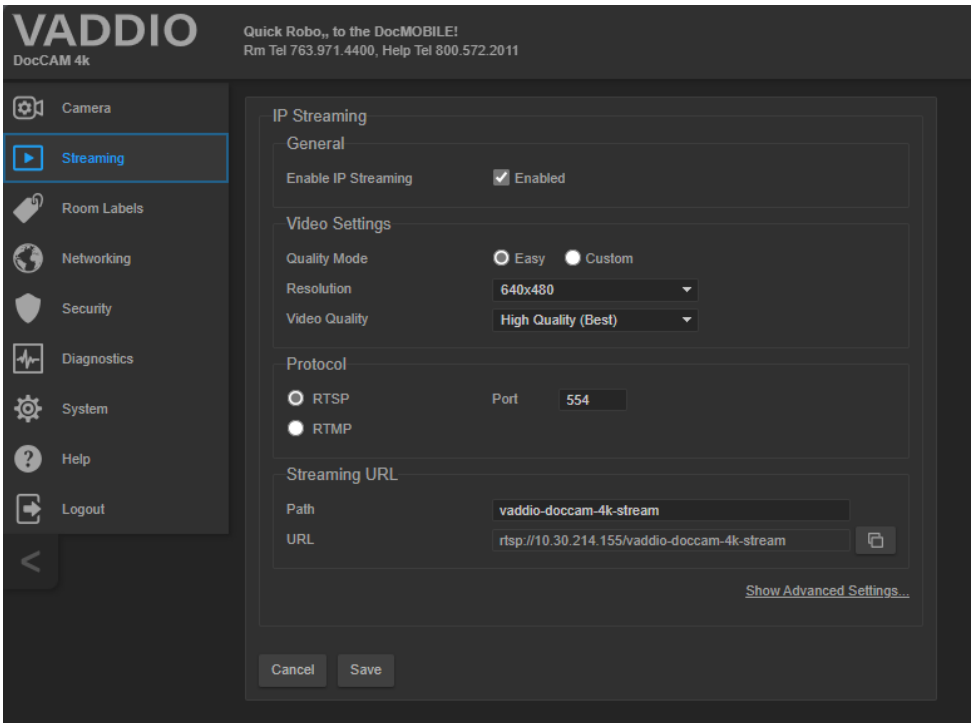 VADDIO
DocCAM 4k
Quick Robo,, to the DocMOBILE!
Rm Tel 763.971.4400, Help Tel 800.572.2011
Camera
Streaming
Room Labels
Networking
Security
Diagnostics
System
Help
Logout
<
IP Streaming
General
Enable IP Streaming Enabled
Video Settings
Quality Mode Easy Custom
Resolution 640x480
Video Quality High Quality (Best)
Protocol
RTSP Port 554
RTMP
Streaming URL
Path vaddio-doccam-4k-stream
URL rtsp://10.30.214.155/vaddio-doccam-4k-stream
Show Advanced Settings...
Cancel Save